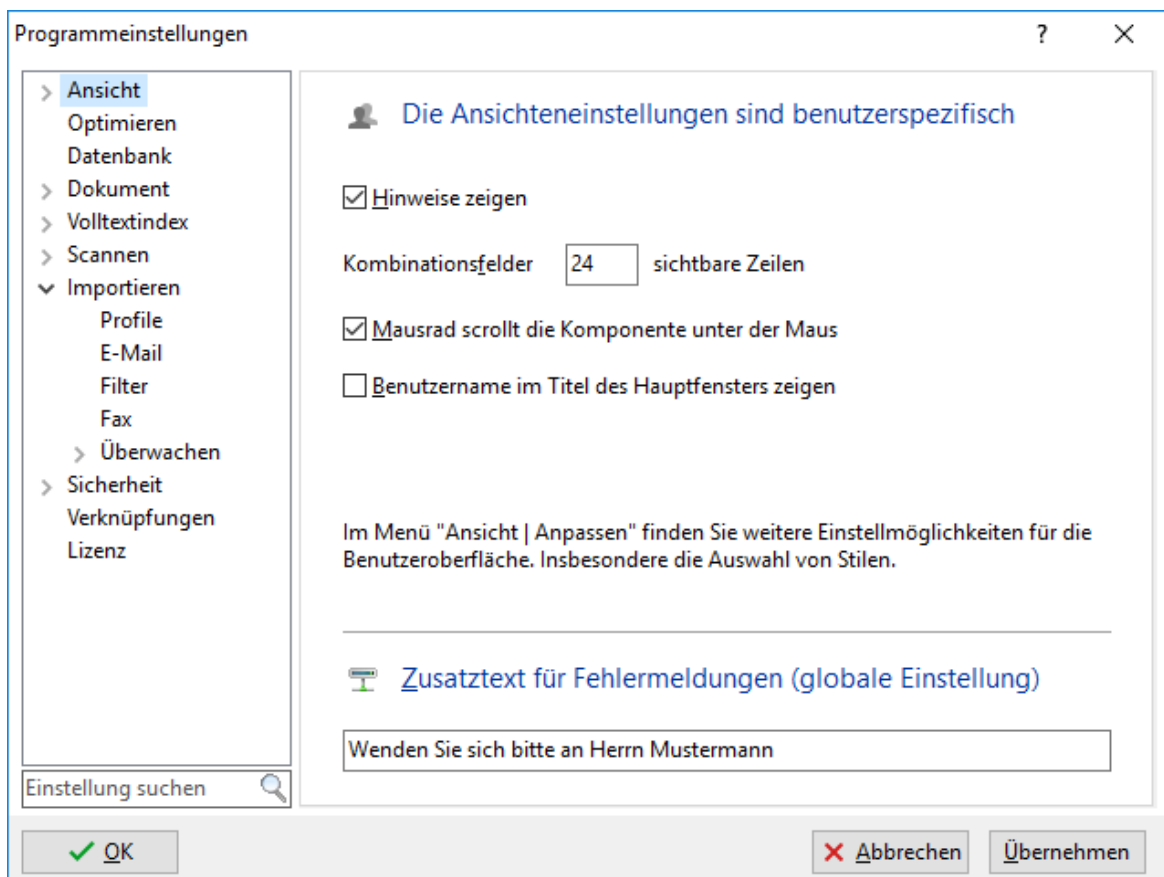 Programmeinstellungen
?
Ansicht
Optimieren
Datenbank
Dokument
Volltextindex
Scannen
Importieren
Profile
E-Mail
Filter
Fax
Überwachen
Sicherheit
Verknüpfungen
Lizenz
Einstellung suchen
Die Ansichteneinstellungen sind benutzerspezifisch
Hinweise zeigen
Kombinationsfelder 24 sichtbare Zeilen
Mausrad scrollt die Komponente unter der Maus
Benutzername im Titel des Hauptfensters zeigen
Im Menü "Ansicht | Anpassen" finden Sie weitere Einstellmöglichkeiten für die
Benutzeroberfläche. Insbesondere die Auswahl von Stilen.
Zusatztext für Fehlermeldungen (globale Einstellung)
Wenden Sie sich bitte an Herrn Mustermann
OK
Abbrechen
Übernehmen